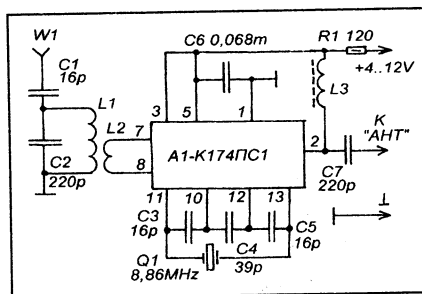 W1
C6 0,068m
R1 120
C1
16p
+4..12V
L1
L3
3
5
1
L2
7
K
"АНТ"
A1-К174ПС1
2
C2
8
C7
220p
220p
11
10
12
13
⊥
C3
C5
16p
16p
C4
Q1
39p
8,86MHz